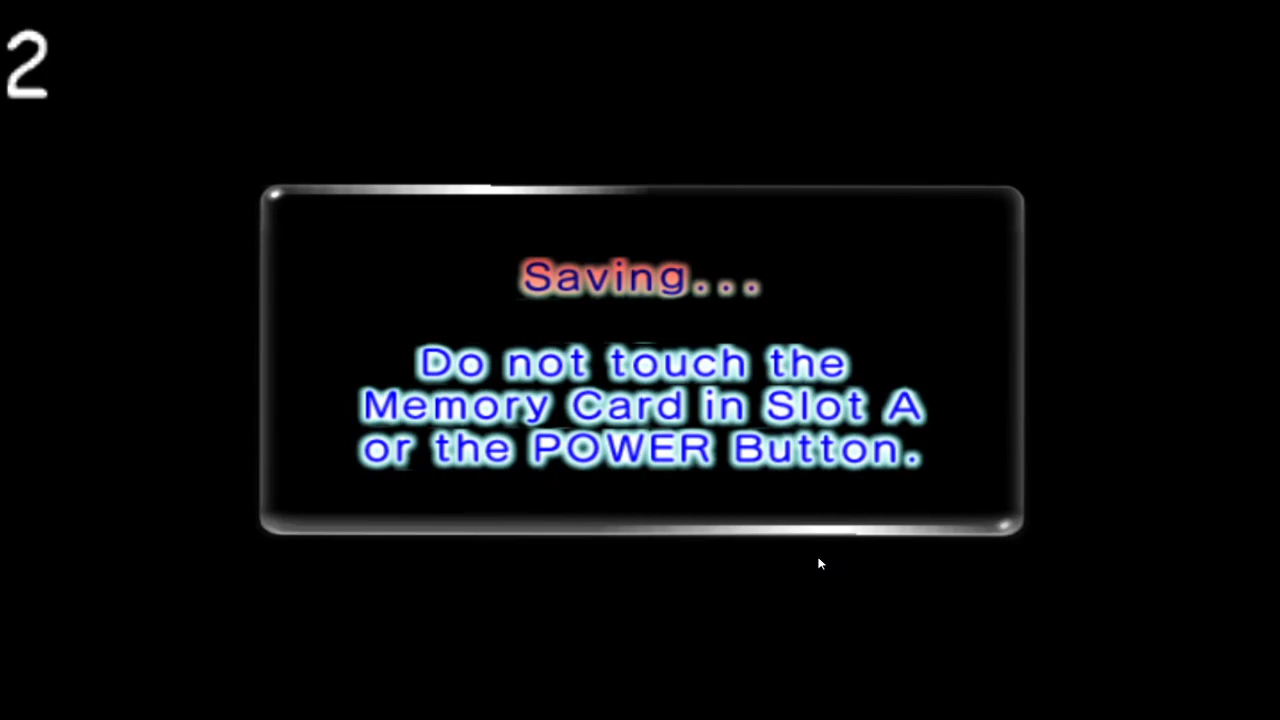 2
Saving...
Do not touch the
Memory Card in Slot A
or the POWER Button.